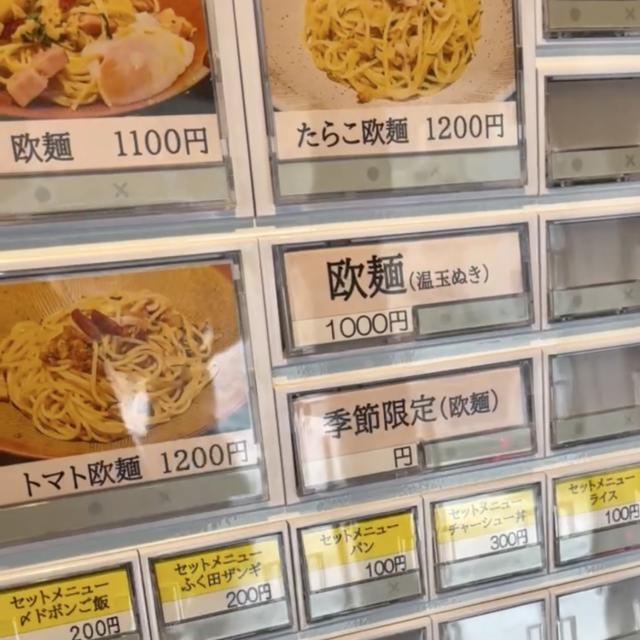 欧麺 1100円
たらこ欧麺 1200円
トマト欧麺 1200円
欧麺(温玉ぬき)
1000円
季節限定(欧麺)
円
セットメニュー
〆ドボンご飯
200円
セットメニュー
ふく田ザンギ
200円
セットメニュー
パン
100円
セットメニュー
チャーシュー丼
300円
セットメニュー
ライス
100円